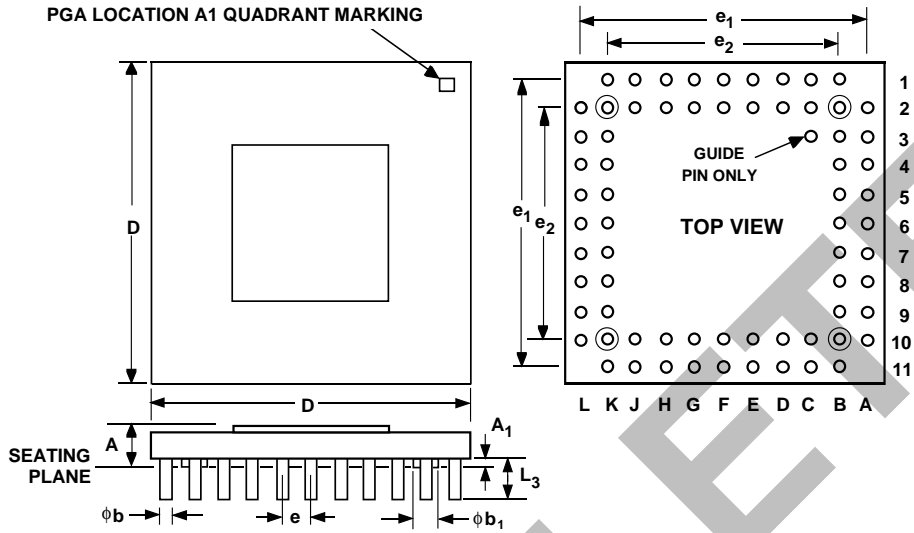 PGA LOCATION A1 QUADRANT MARKING
D
D
A
A1
SEATING
PLANE
L3
ϕb
e
ϕb1
e1
e2
e1
e2
GUIDE
PIN ONLY
TOP VIEW
1
2
3
4
5
6
7
8
9
10
11
L K J H G F E D C B A
ETE